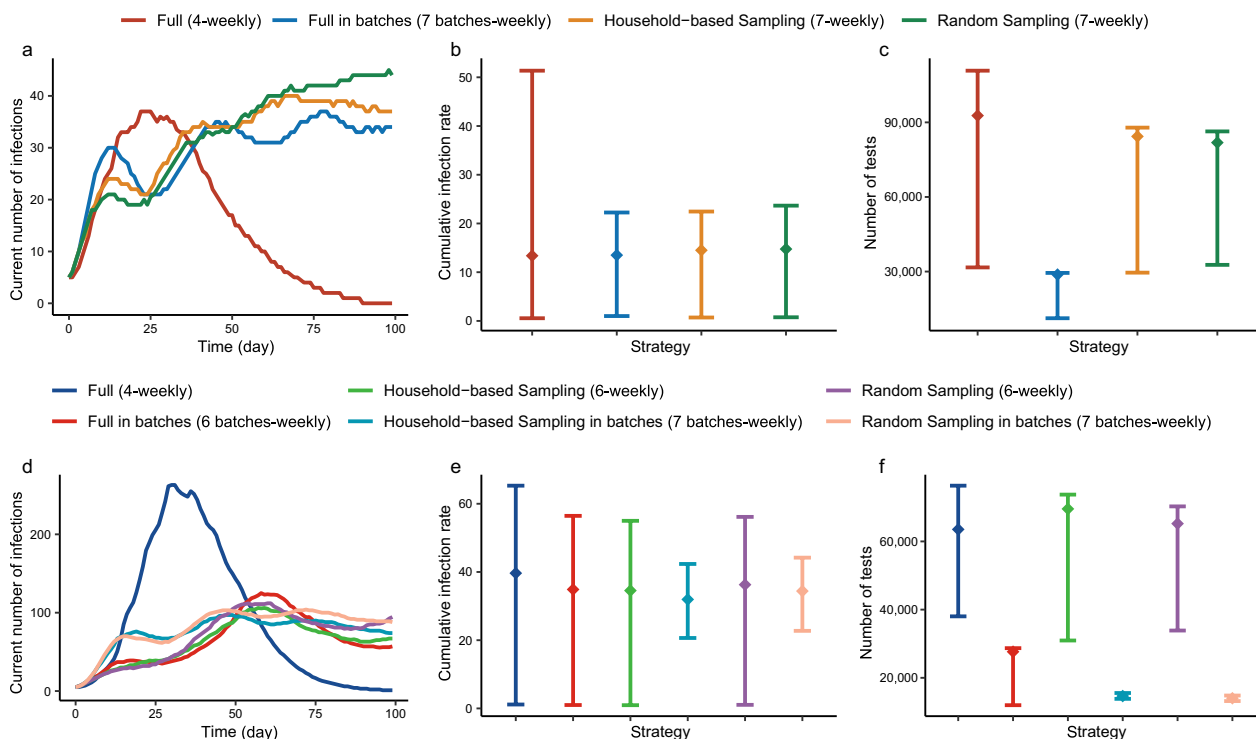 Full (4-weekly) Full in batches (7 batches-weekly) Household-based Sampling (7-weekly) Random Sampling (7-weekly)
a b c
Current number of infections
40
30
20
10
0
0 25 50 75 100
Time (day)
Cumulative infection rate
50
40
30
20
10
0
Strategy
Number of tests
90,000
60,000
30,000
Strategy
Full (4-weekly) Household-based Sampling (6-weekly) Random Sampling (6-weekly)
Full in batches (6 batches-weekly) Household-based Sampling in batches (7 batches-weekly) Random Sampling in batches (7 batches-weekly)
d e f
Current number of infections
200
100
0
0 25 50 75 100
Time (day)
Cumulative infection rate
60
40
20
0
Strategy
Number of tests
60,000
40,000
20,000
Strategy